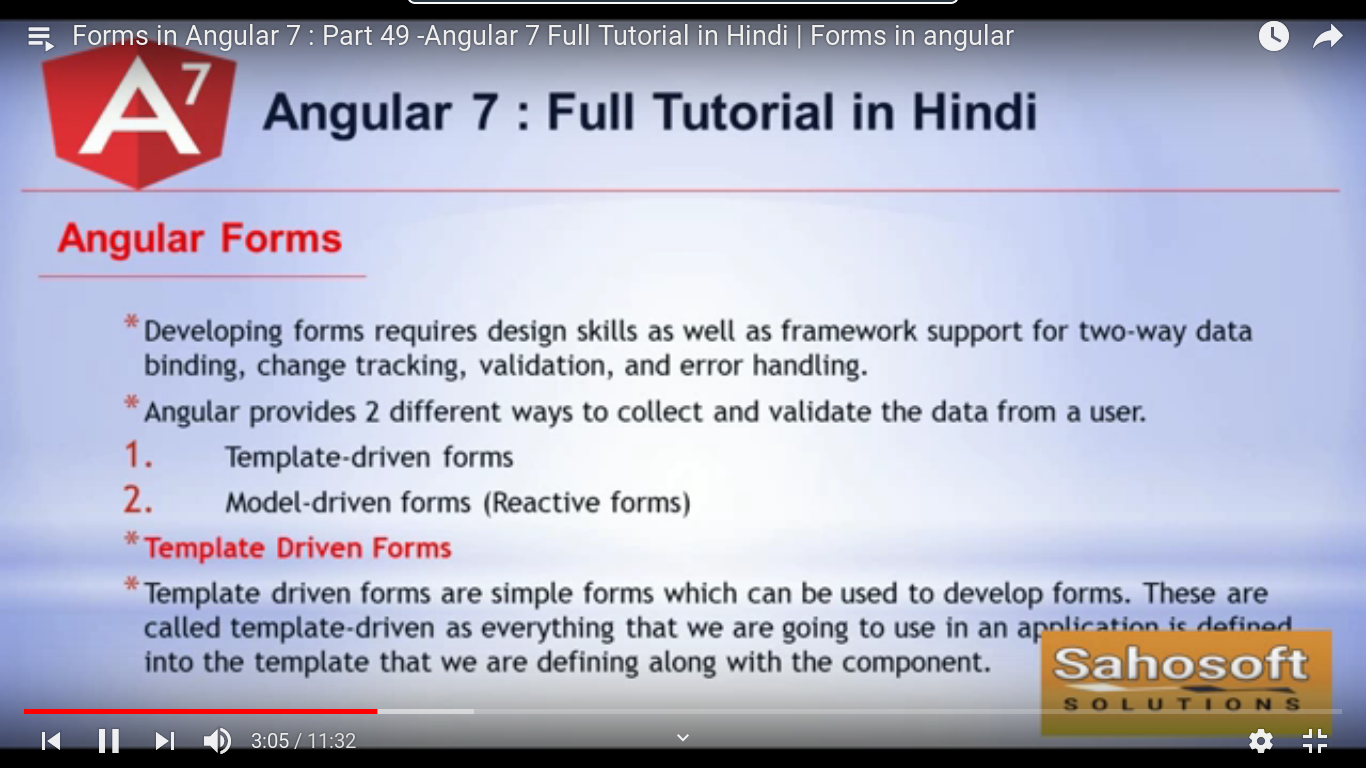 Forms in Angular 7 : Part 49 -Angular 7 Full Tutorial in Hindi | Forms in angular
A7
Angular 7 : Full Tutorial in Hindi
Angular Forms
* Developing forms requires design skills as well as framework support for two-way data
binding, change tracking, validation, and error handling.
* Angular provides 2 different ways to collect and validate the data from a user.
1. Template-driven forms
2. Model-driven forms (Reactive forms)
* Template Driven Forms
* Template driven forms are simple forms which can be used to develop forms. These are
called template-driven as everything that we are going to use in an application is defined
into the template that we are defining along with the component.
Sahosoft
SOLUTIONS
3:05 / 11:32